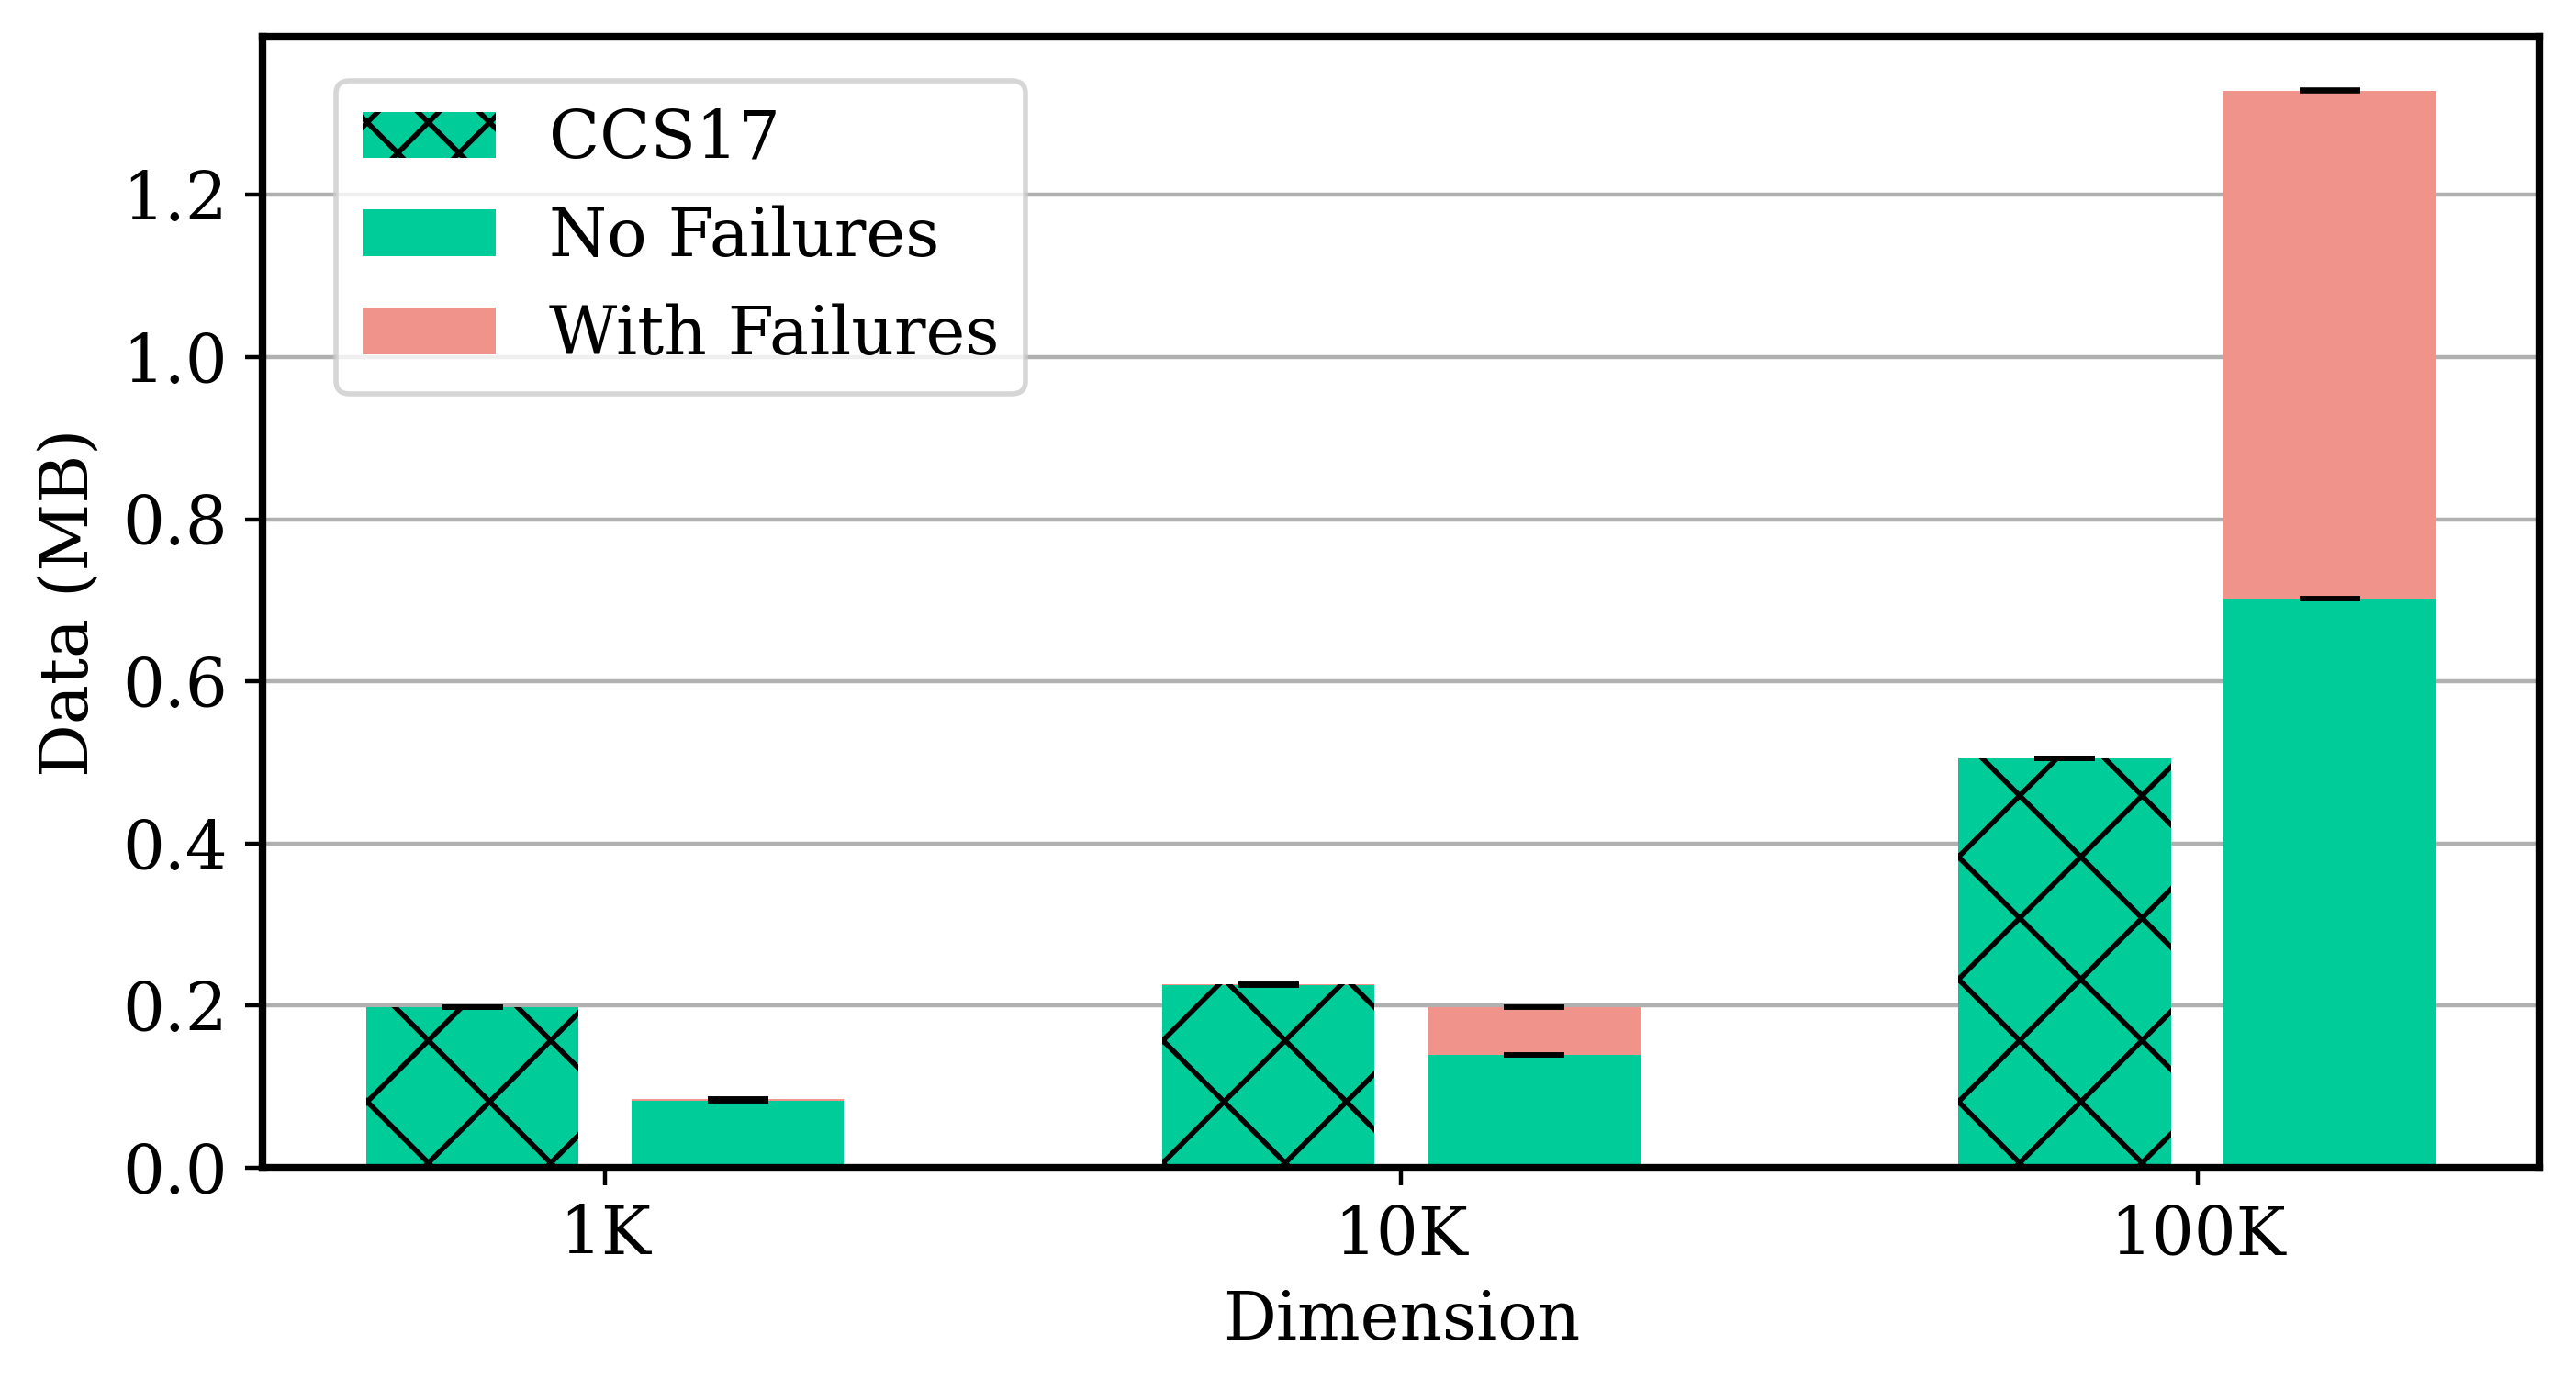 CCS17
No Failures
With Failures
Data (MB)
1.2
1.0
0.8
0.6
0.4
0.2
0.0
1K 10K 100K
Dimension